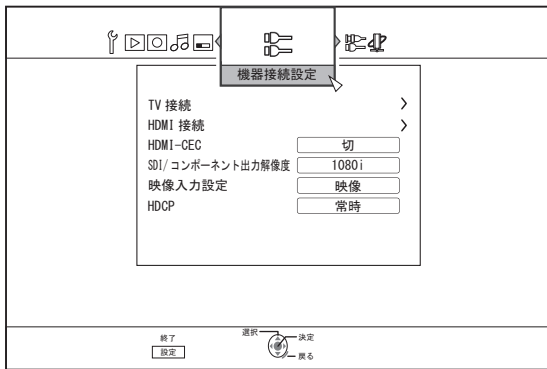 機器接続設定
TV 接続
HDMI 接続
HDMI-CEC 切
SDI/コンポーネント出力解像度 1080i
映像入力設定 映像
HDCP 常時
終了
設定
選択
決定
戻る